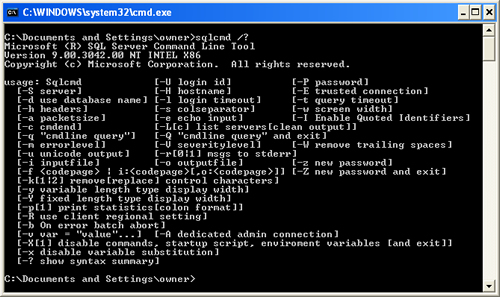 C:\WINDOWS\system32\cmd.exe
C:\Documents and Settings\owner>sqlcmd /?
Microsoft (R) SQL Server Command Line Tool
Version 9.00.3042.00 NT INTEL X86
Copyright (c) Microsoft Corporation.  All rights reserved.
usage: Sqlcmd [-U login id] [-P password]
[-S server] [-H hostname] [-E trusted connection]
[-d use database name] [-l login timeout] [-t query timeout]
[-h headers] [-s colseparator] [-w screen width]
[-a packetsize] [-e echo input] [-I Enable Quoted Identifiers]
[-c cmdend] [-L[c] list servers[clean output]]
[-q "cmdline query"] [-Q "cmdline query" and exit]
[-m errorlevel] [-V severitylevel] [-W remove trailing spaces]
[-u unicode output] [-r[0|1] msgs to stderr]
[-i inputfile] [-o outputfile] [-z new password]
[-f <codepage> | i:<codepage>[,o:<codepage>]] [-Z new password and exit]
[-k[1|2] remove[replace] control characters]
[-y variable length type display width]
[-Y fixed length type display width]
[-p[1] print statistics[colon format]]
[-R use client regional setting]
[-b On error batch abort]
[-v var = "value"...] [-A dedicated admin connection]
[-X[1] disable commands, startup script, enviroment variables [and exit]]
[-x disable variable substitution]
[-? show syntax summary]
C:\Documents and Settings\owner>